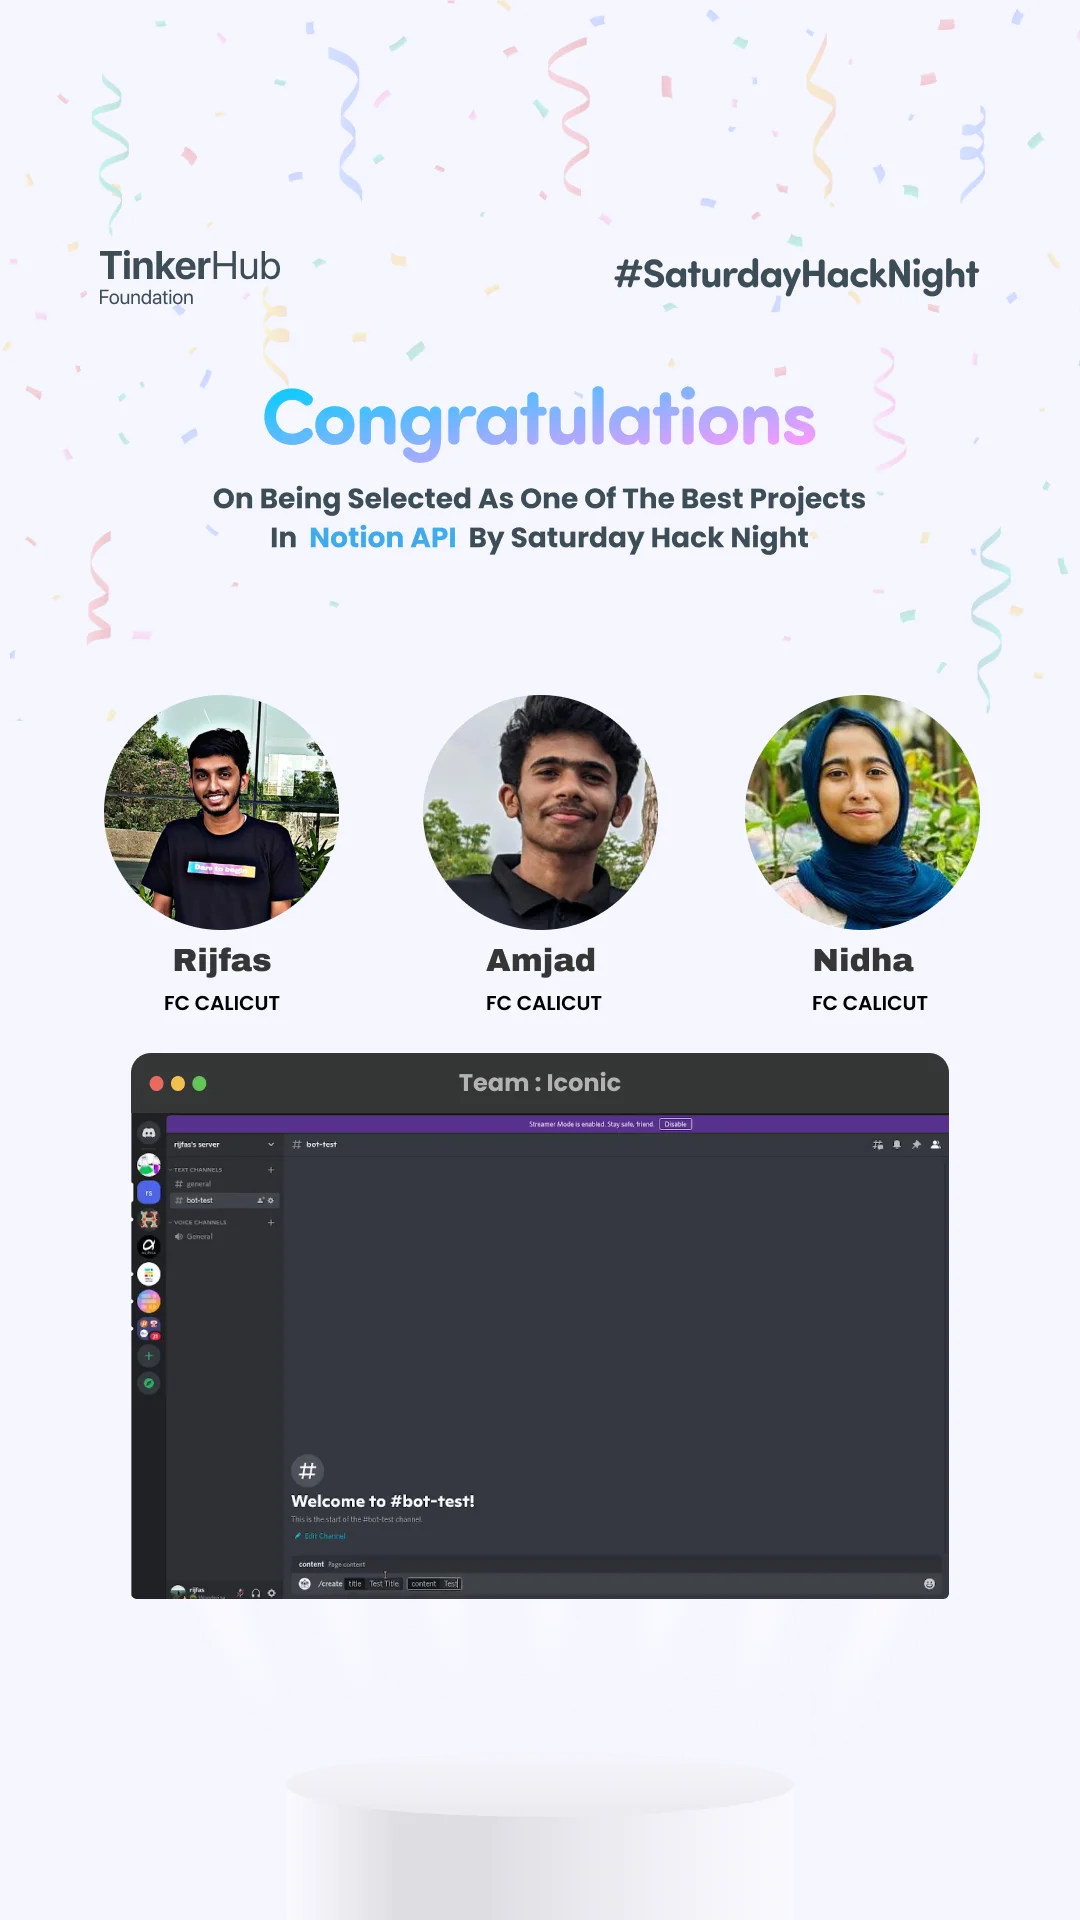 TinkerHub
Foundation
#SaturdayHackNight
Congratulations
On Being Selected As One Of The Best Projects
In Notion API By Saturday Hack Night
Dare to begin
Rijfas
FC CALICUT
Amjad
FC CALICUT
Nidha
FC CALICUT
Team : Iconic
Streamer Mode is enabled. Stay safe, friend. Disable
rijfas's server
# bot-test
TEXT CHANNELS
# general
# bot-test
VOICE CHANNELS
General
rs
#
Welcome to #bot-test!
This is the start of the #bot-test channel.
Edit Channel
content Page content
/create title Test Title content Test
rijfas